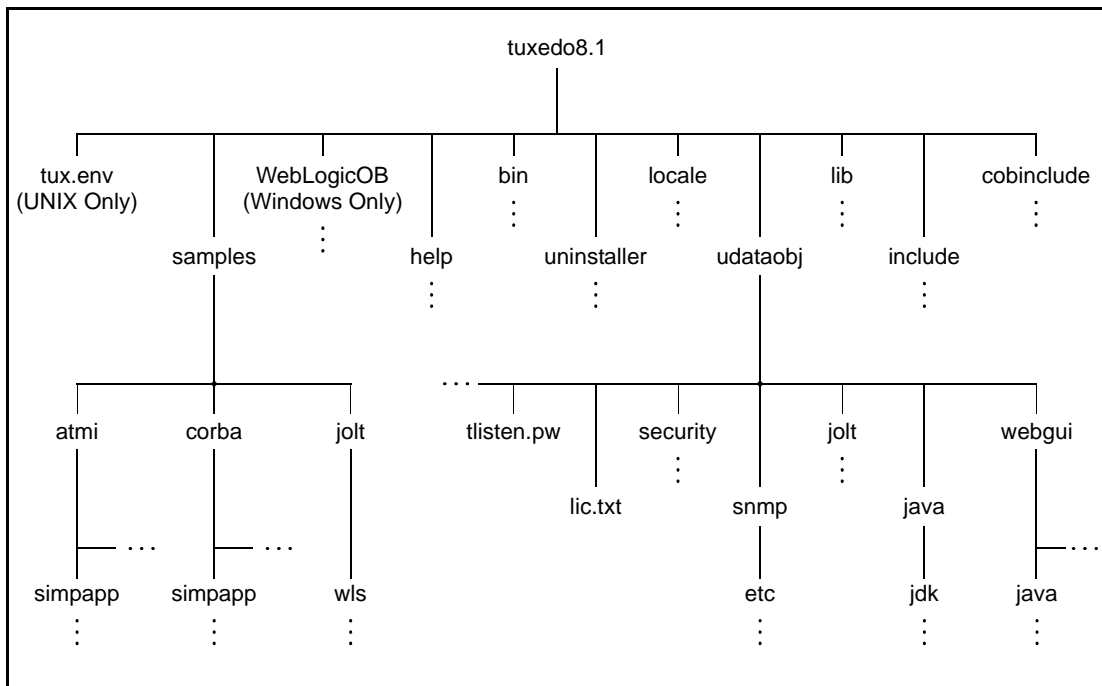 tuxedo8.1
tux.env
(UNIX Only)
WebLogicOB
(Windows Only)
bin
locale
lib
cobinclude
samples
help
uninstaller
udataobj
include
atmi
corba
jolt
tlisten.pw
security
jolt
webgui
lic.txt
snmp
java
simpapp
simpapp
wls
etc
jdk
java